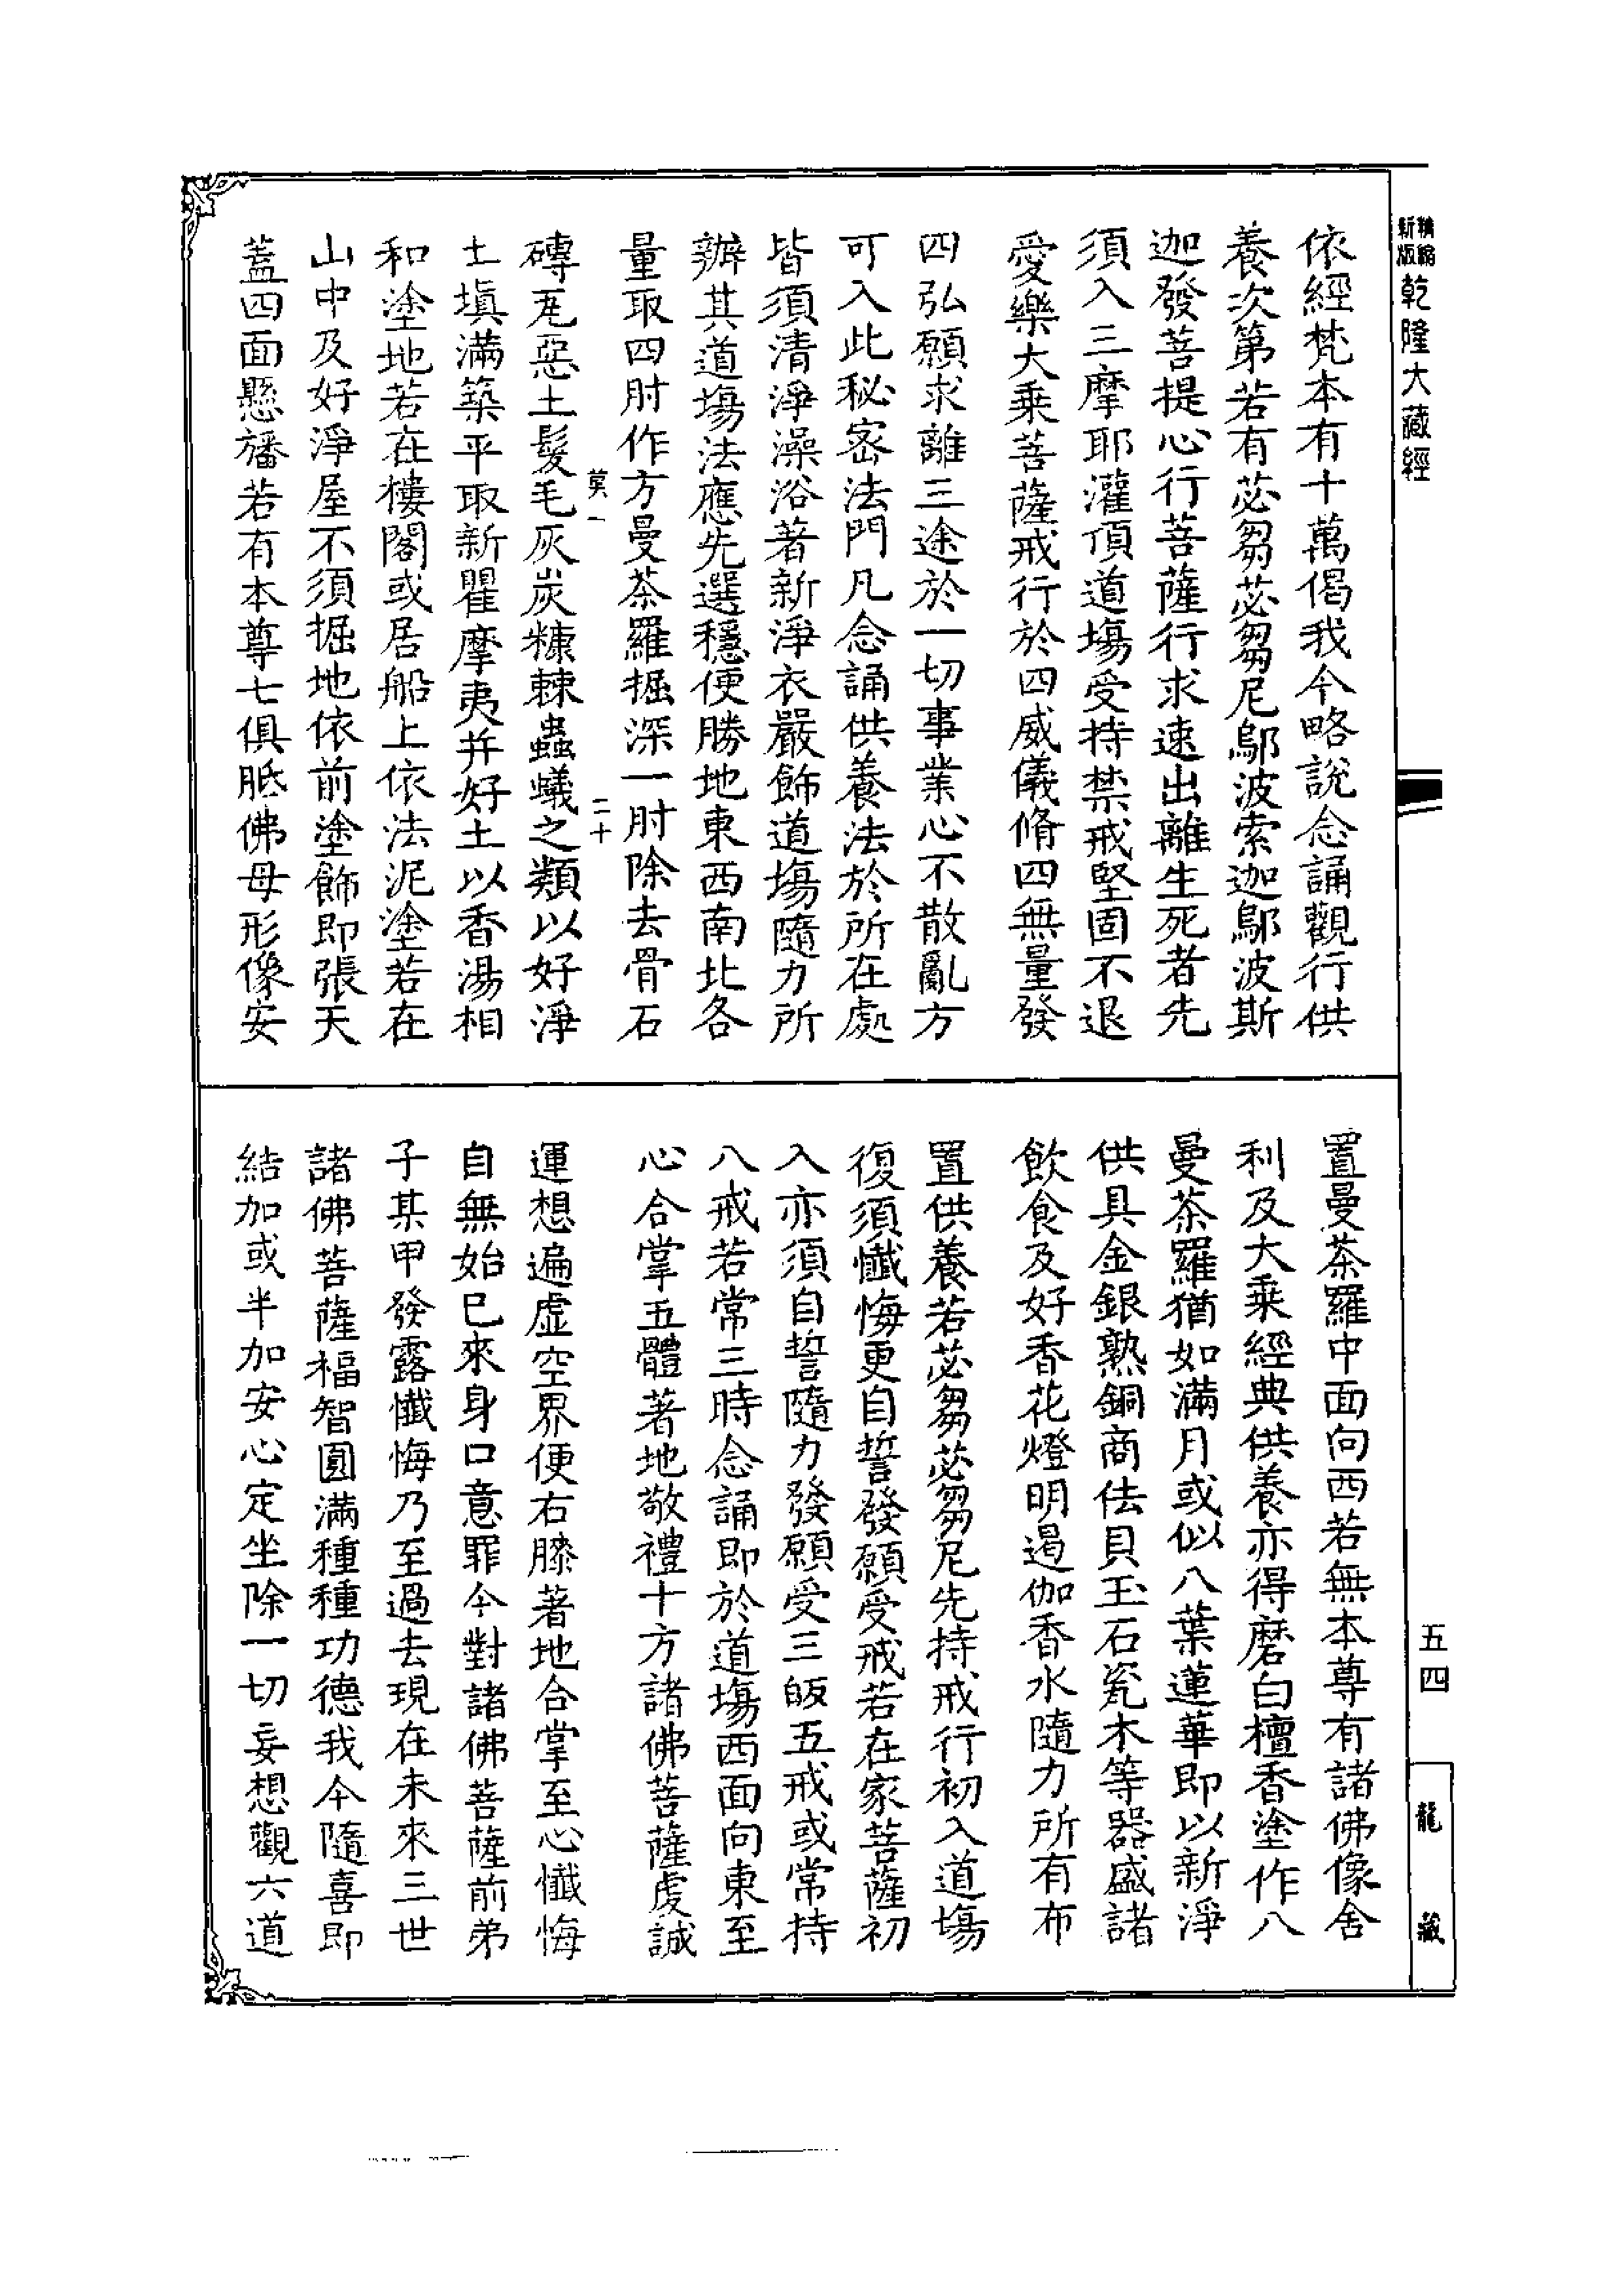 新編縮版乾隆大藏經
依經梵本有十萬偈我今略說念誦觀行供
養次第若有苾芻苾芻尼鄔波索迦鄔波斯
迦發菩提心行菩薩行求速出離生死者先
須入三摩耶灌頂道場受持禁戒堅固不退
愛樂大乘菩薩戒行於四威儀脩四無量發
四弘願求離三途於一切事業心不散亂方
可入此秘密法門凡念誦供養法於所在處
皆須清淨澡浴著新淨衣嚴飾道場隨力所
辦其道場法應先選穩便勝地東西南北各
量取四肘作方曼茶羅掘深一肘除去骨石
莫一 二十
磚瓦惡土髮毛灰炭糠棘蟲蟻之類以好淨
土填滿築平取新瞿摩夷并好土以香湯相
和塗地若在樓閣或居船上依法泥塗若在
山中及好淨屋不須掘地依前塗飾即張天
蓋四面懸旛若有本尊七俱胝佛母形像安
置曼茶羅中面向西若無本尊有諸佛像舍
利及大乘經典供養亦得磨白檀香塗作八
曼茶羅猶如滿月或似八葉蓮華即以新淨
供具金銀熟銅商佉貝玉石瓷木等器盛諸
飲食及好香花燈明遏伽香水隨力所有布
置供養若苾芻苾芻尼先持戒行初入道場
復須懺悔更自誓發願受戒若在家菩薩初
入亦須自誓隨力發願受三皈五戒或常持
八戒若常三時念誦即於道場西面向東至
心合掌五體著地敬禮十方諸佛菩薩虔誠
運想遍虛空界便右膝著地合掌至心懺悔
自無始已來身口意罪今對諸佛菩薩前弟
子某甲發露懺悔乃至過去現在未來三世
諸佛菩薩福智圓滿種種功德我今隨喜即
結加或半加安心定坐除一切妄想觀六道
五四
龍藏